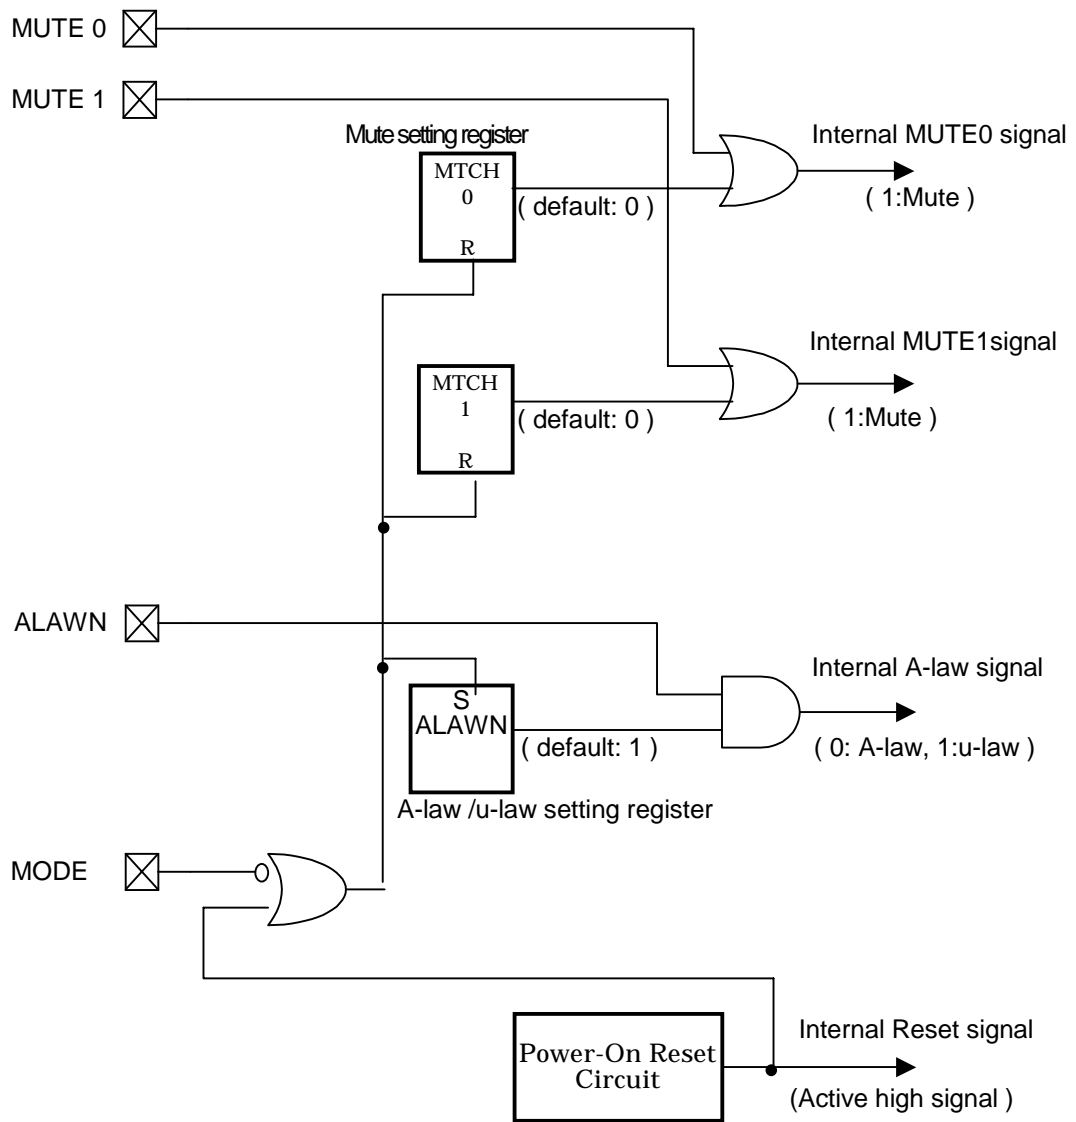 MUTE 0
MUTE 1
Mute setting register
MTCH
0
R
( default: 0 )
Internal MUTE0 signal
( 1:Mute )
MTCH
1
R
( default: 0 )
Internal MUTE1signal
( 1:Mute )
ALAWN
S
ALAWN
( default: 1 )
A-law /u-law setting register
Internal A-law signal
( 0: A-law, 1:u-law )
MODE
Power-On Reset
Circuit
Internal Reset signal
(Active high signal )